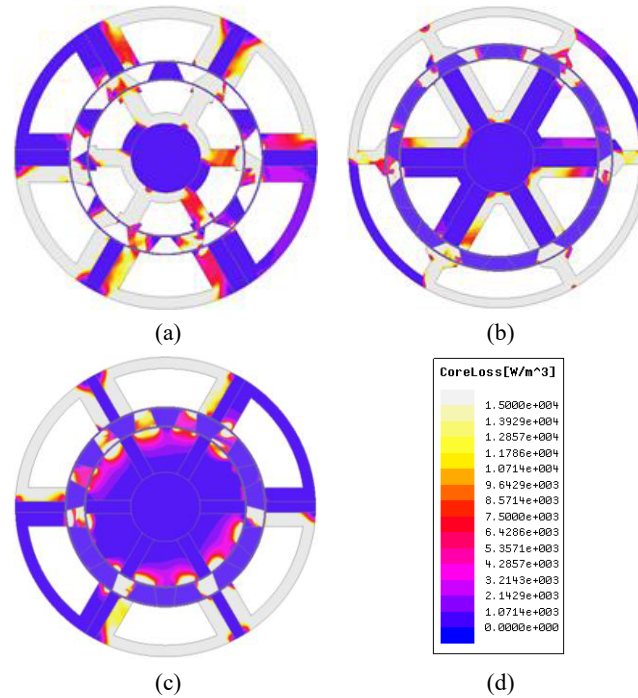 (a)
(b)
CoreLoss[W/m^3]
1.5000e+004
1.3929e+004
1.2857e+004
1.1786e+004
1.0714e+004
9.6429e+003
8.5714e+003
7.5000e+003
6.4286e+003
5.3571e+003
4.2857e+003
3.2143e+003
2.1429e+003
1.0714e+003
0.0000e+000
(c)
(d)